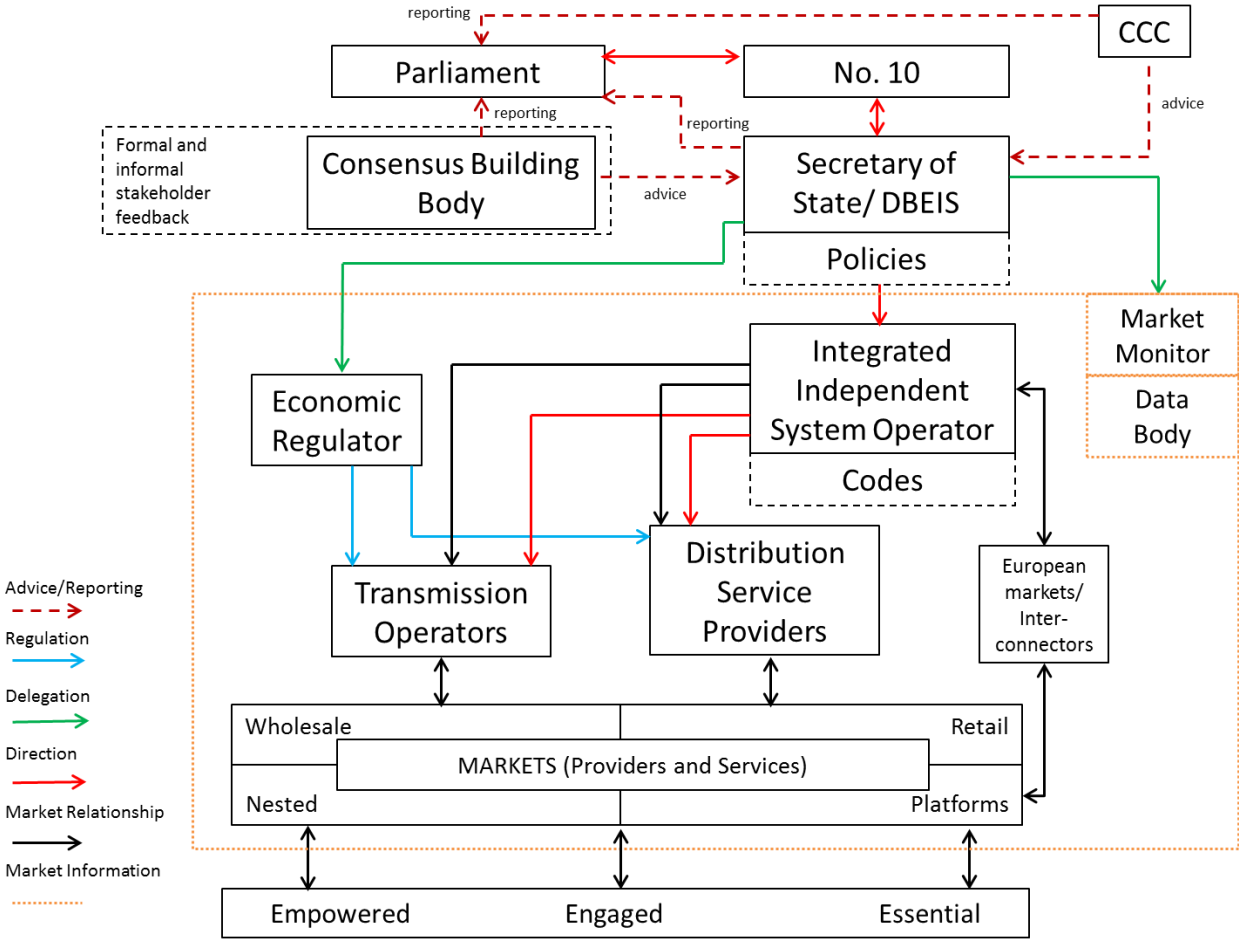 reporting
CCC
Parliament
No. 10
advice
reporting
reporting
Formal and
informal
stakeholder
feedback
Consensus Building
Body
advice
Secretary of
State/ DBEIS
Policies
Market
Monitor
Data
Body
Integrated
Independent
System Operator
Codes
Economic
Regulator
Distribution
Service
Providers
Transmission
Operators
European
markets/
Inter-
connectors
Advice/Reporting
Regulation
Delegation
Direction
Market Relationship
Market Information
Wholesale
Retail
MARKETS (Providers and Services)
Nested
Platforms
Empowered
Engaged
Essential